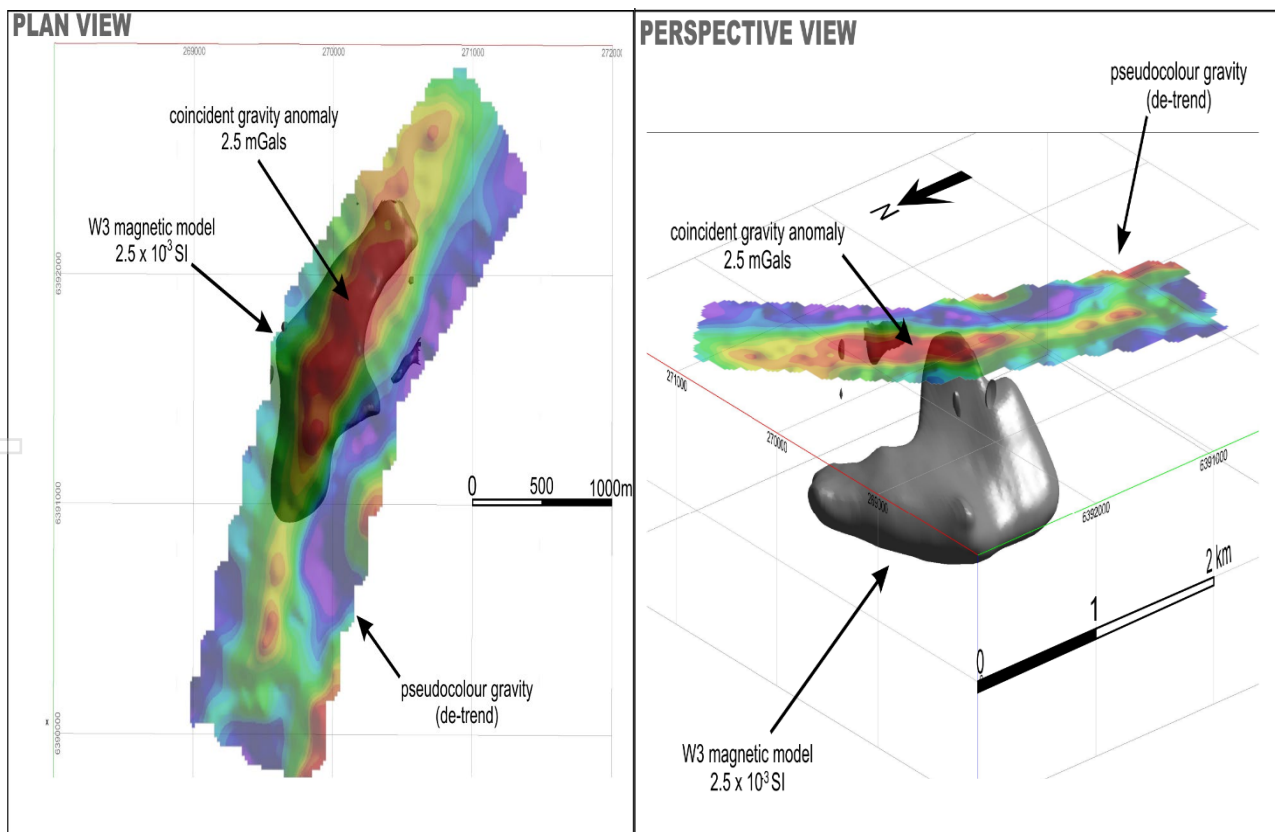 PLAN VIEW
269000
270000
271000
272000
coincident gravity anomaly
2.5 mGals
W3 magnetic model
2.5 x 10³ SI
6392000
6391000
6390000
0 500 1000m
pseudocolour gravity
(de-trend)
PERSPECTIVE VIEW
pseudocolour gravity
(de-trend)
N
coincident gravity anomaly
2.5 mGals
271000
270000
269000
6391000
6392000
0 1 2 km
W3 magnetic model
2.5 x 10³ SI